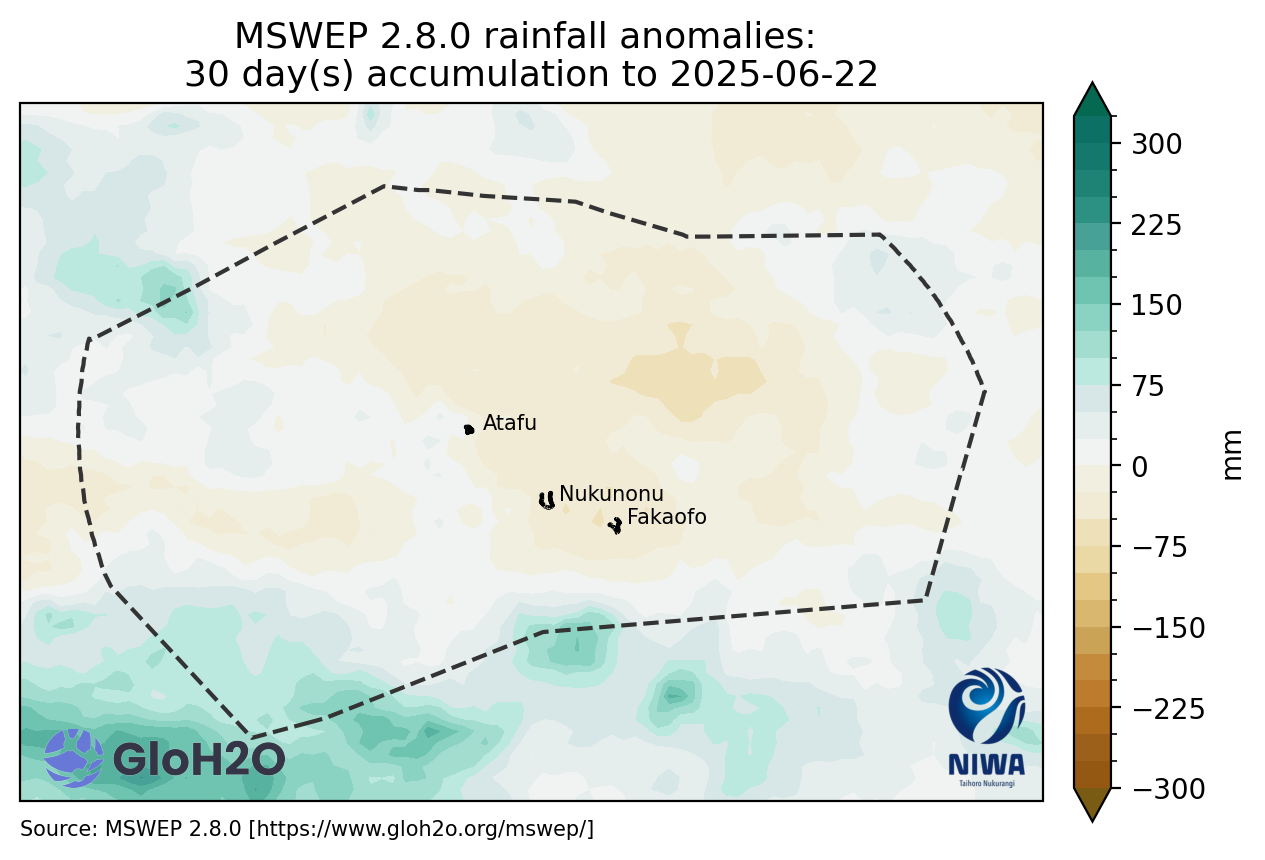 MSWEP 2.8.0 rainfall anomalies:
30 day(s) accumulation to 2025-06-22
300
225
150
75
0
−75
−150
−225
−300
mm
Atafu
Nukunonu
Fakaofo
GloH2O
NIWA
Taihoro Nukurangi
Source: MSWEP 2.8.0 [https://www.gloh2o.org/mswep/]